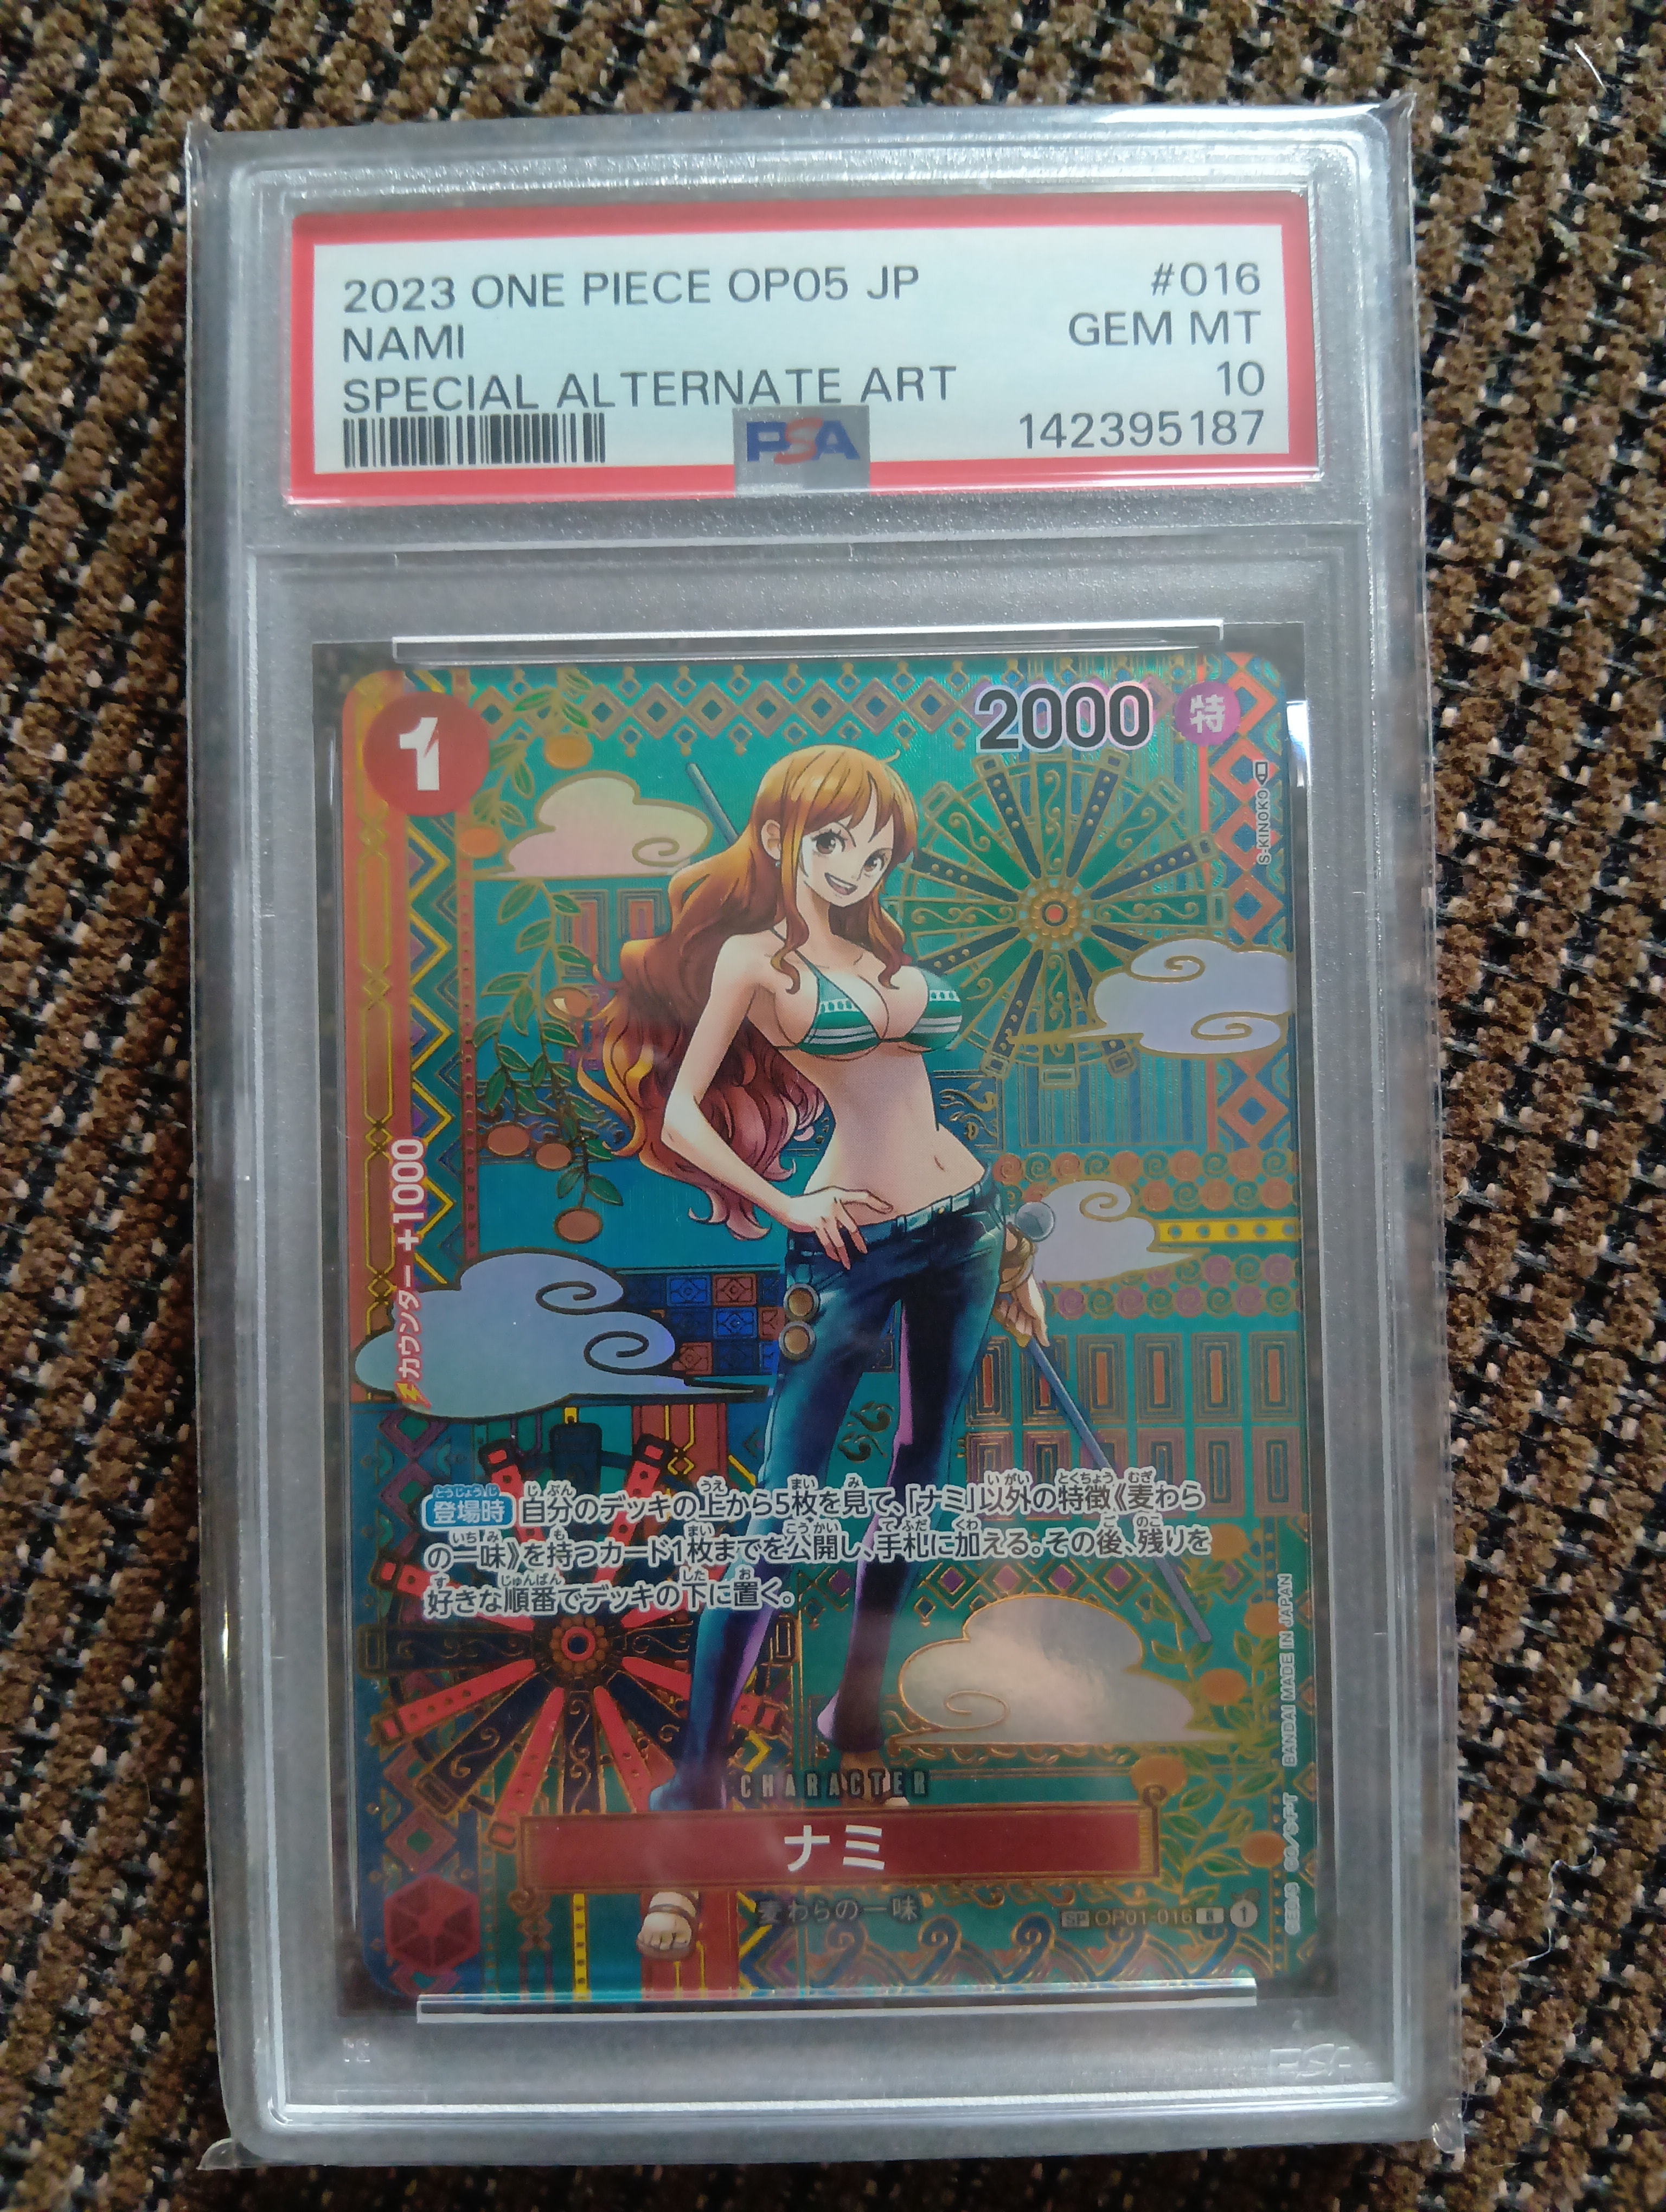 2023 ONE PIECE OP05 JP #016
NAMI GEM MT
SPECIAL ALTERNATE ART 10
PSA 142395187
1
2000 特
S-KINOKO
カウンター +1000
登場時 自分のデッキの上から5枚を見て、「ナミ」以外の特徴《麦わら
の一味》を持つカード1枚までを公開し、手札に加える。その後、残りを
好きな順番でデッキの下に置く。
CHARACTER
ナミ
麦わらの一味
SP OP01-016 R 1
BANDAI MADE IN JAPAN
PSA